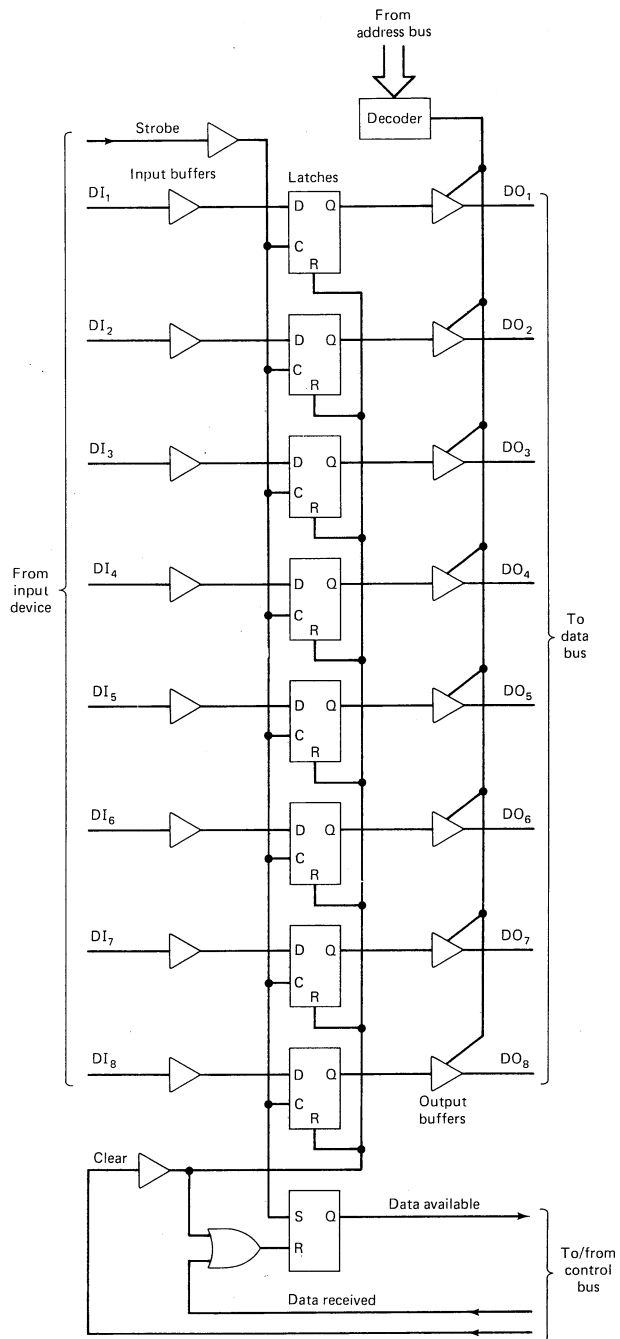 From
address bus
Decoder
Strobe
Input buffers
Latches
DI₁
D Q
DO₁
C
R
DI₂
D Q
DO₂
C
R
DI₃
D Q
DO₃
C
R
From
input
device
DI₄
D Q
DO₄
C
R
To
data
bus
DI₅
D Q
DO₅
C
R
DI₆
D Q
DO₆
C
R
DI₇
D Q
DO₇
C
R
DI₈
D Q
DO₈
C
R
Output
buffers
Clear
S Q
R
Data available
Data received
To/from
control
bus